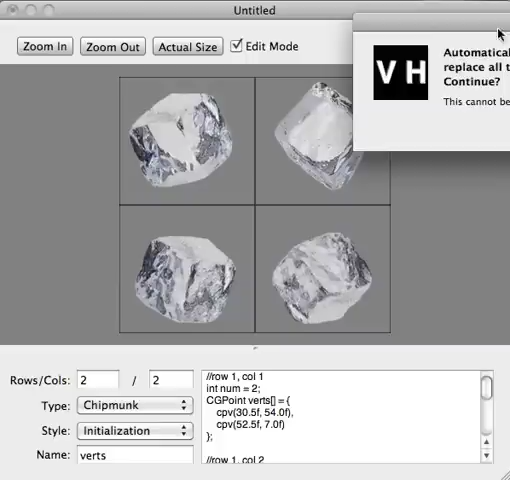 Untitled
Zoom In Zoom Out Actual Size Edit Mode
V H
replace all
Continue?
This cannot be
Rows/Cols: 2 / 2
Type: Chipmunk
Style: Initialization
Name: verts
//row 1, col 1
int num = 2;
CGPoint verts[] = {
cpv(30.5f, 54.0f),
cpv(52.5f, 7.0f)
};
//row 1, col 2